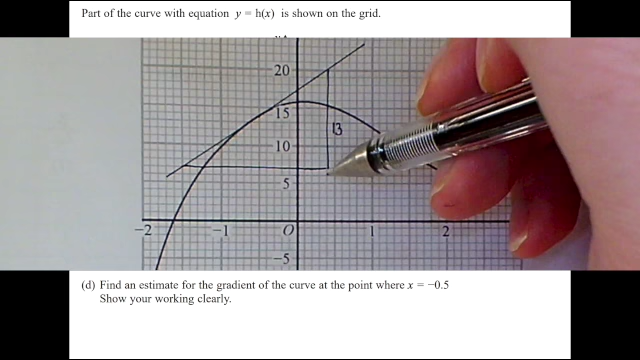 Part of the curve with equation y = h(x) is shown on the grid.
20
15
13
10
5
−2
−1
O
1
2
−5
(d) Find an estimate for the gradient of the curve at the point where x = −0.5
Show your working clearly.